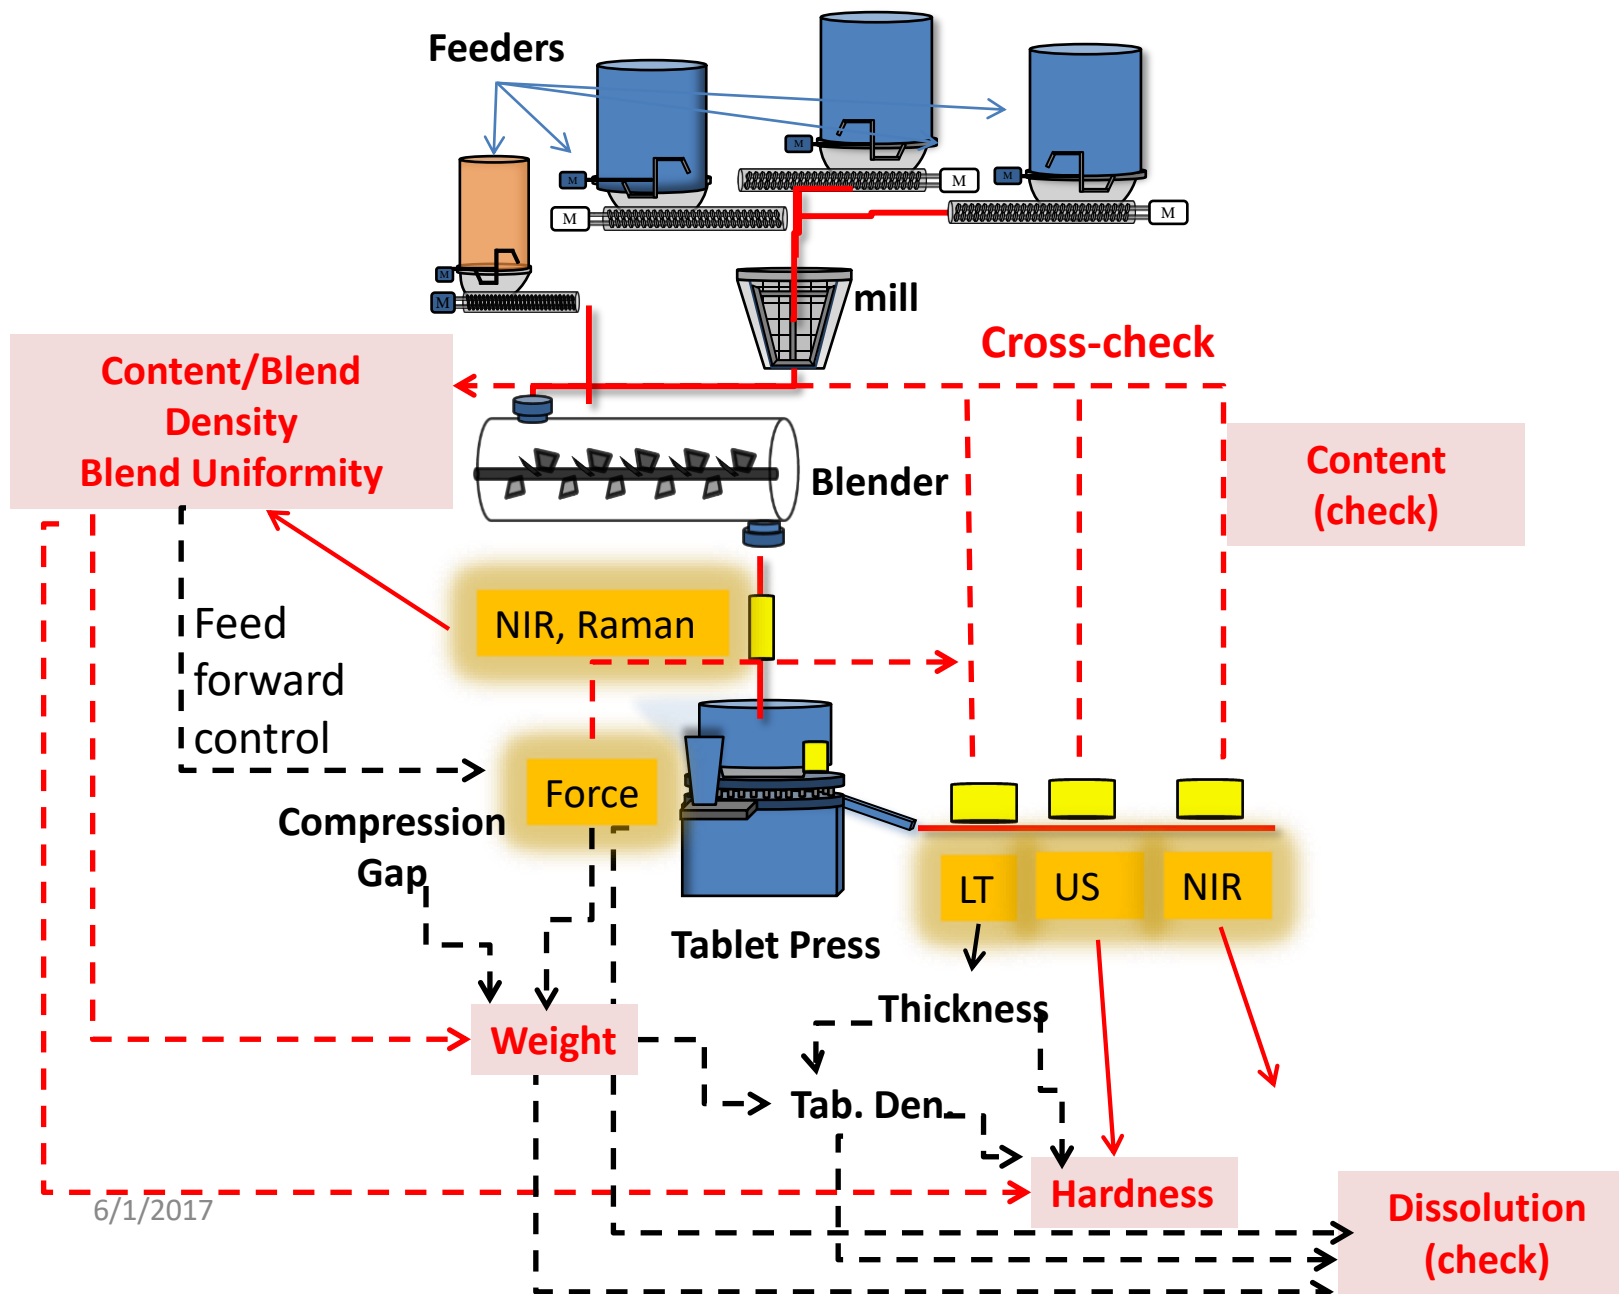 Feeders
M
M
M
M
M
M
M
M
mill
Cross-check
Content/Blend
Density
Blend Uniformity
Content
(check)
Blender
NIR, Raman
Feed
forward
control
Force
Compression
Gap
LT
US
NIR
Tablet Press
Thickness
Weight
Tab. Den.
Hardness
6/1/2017
Dissolution
(check)